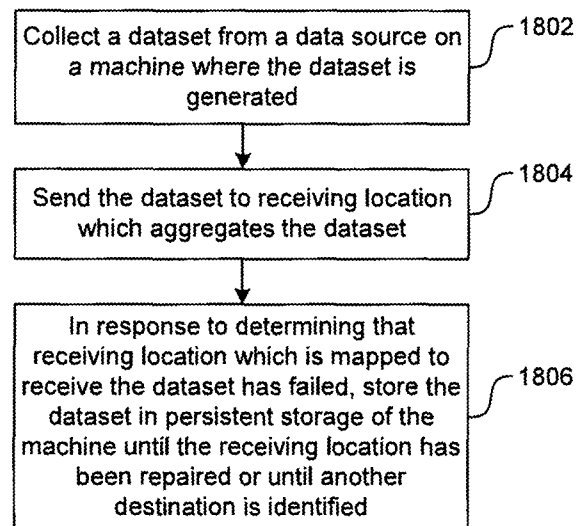 Collect a dataset from a data source on
a machine where the dataset is
generated
1802
Send the dataset to receiving location
which aggregates the dataset
1804
In response to determining that
receiving location which is mapped to
receive the dataset has failed, store the
dataset in persistent storage of the
machine until the receiving location has
been repaired or until another
destination is identified
1806